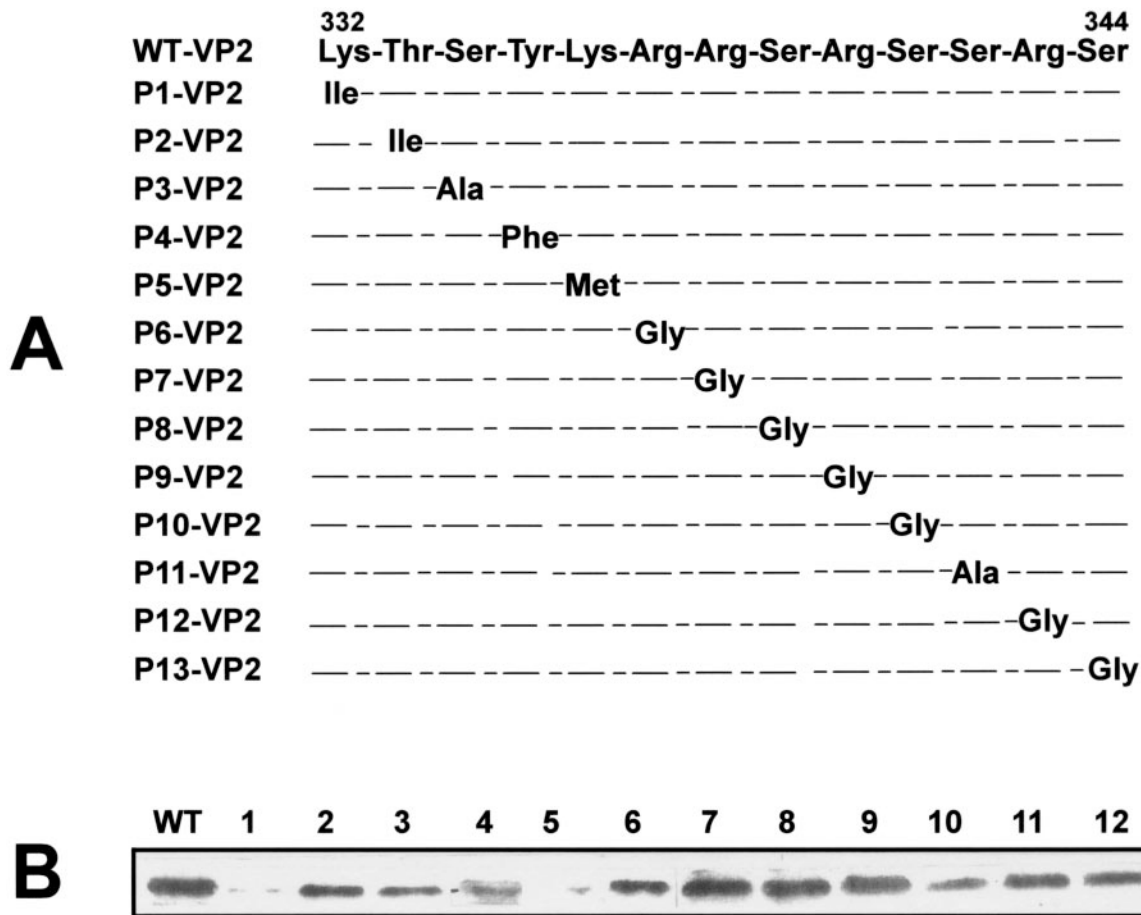 332 344
WT-VP2 Lys-Thr-Ser-Tyr-Lys-Arg-Arg-Ser-Arg-Ser-Ser-Arg-Ser
P1-VP2 Ile
P2-VP2 Ile
P3-VP2 Ala
P4-VP2 Phe
P5-VP2 Met
A
P6-VP2 Gly
P7-VP2 Gly
P8-VP2 Gly
P9-VP2 Gly
P10-VP2 Gly
P11-VP2 Ala
P12-VP2 Gly
P13-VP2 Gly
WT 1 2 3 4 5 6 7 8 9 10 11 12
B